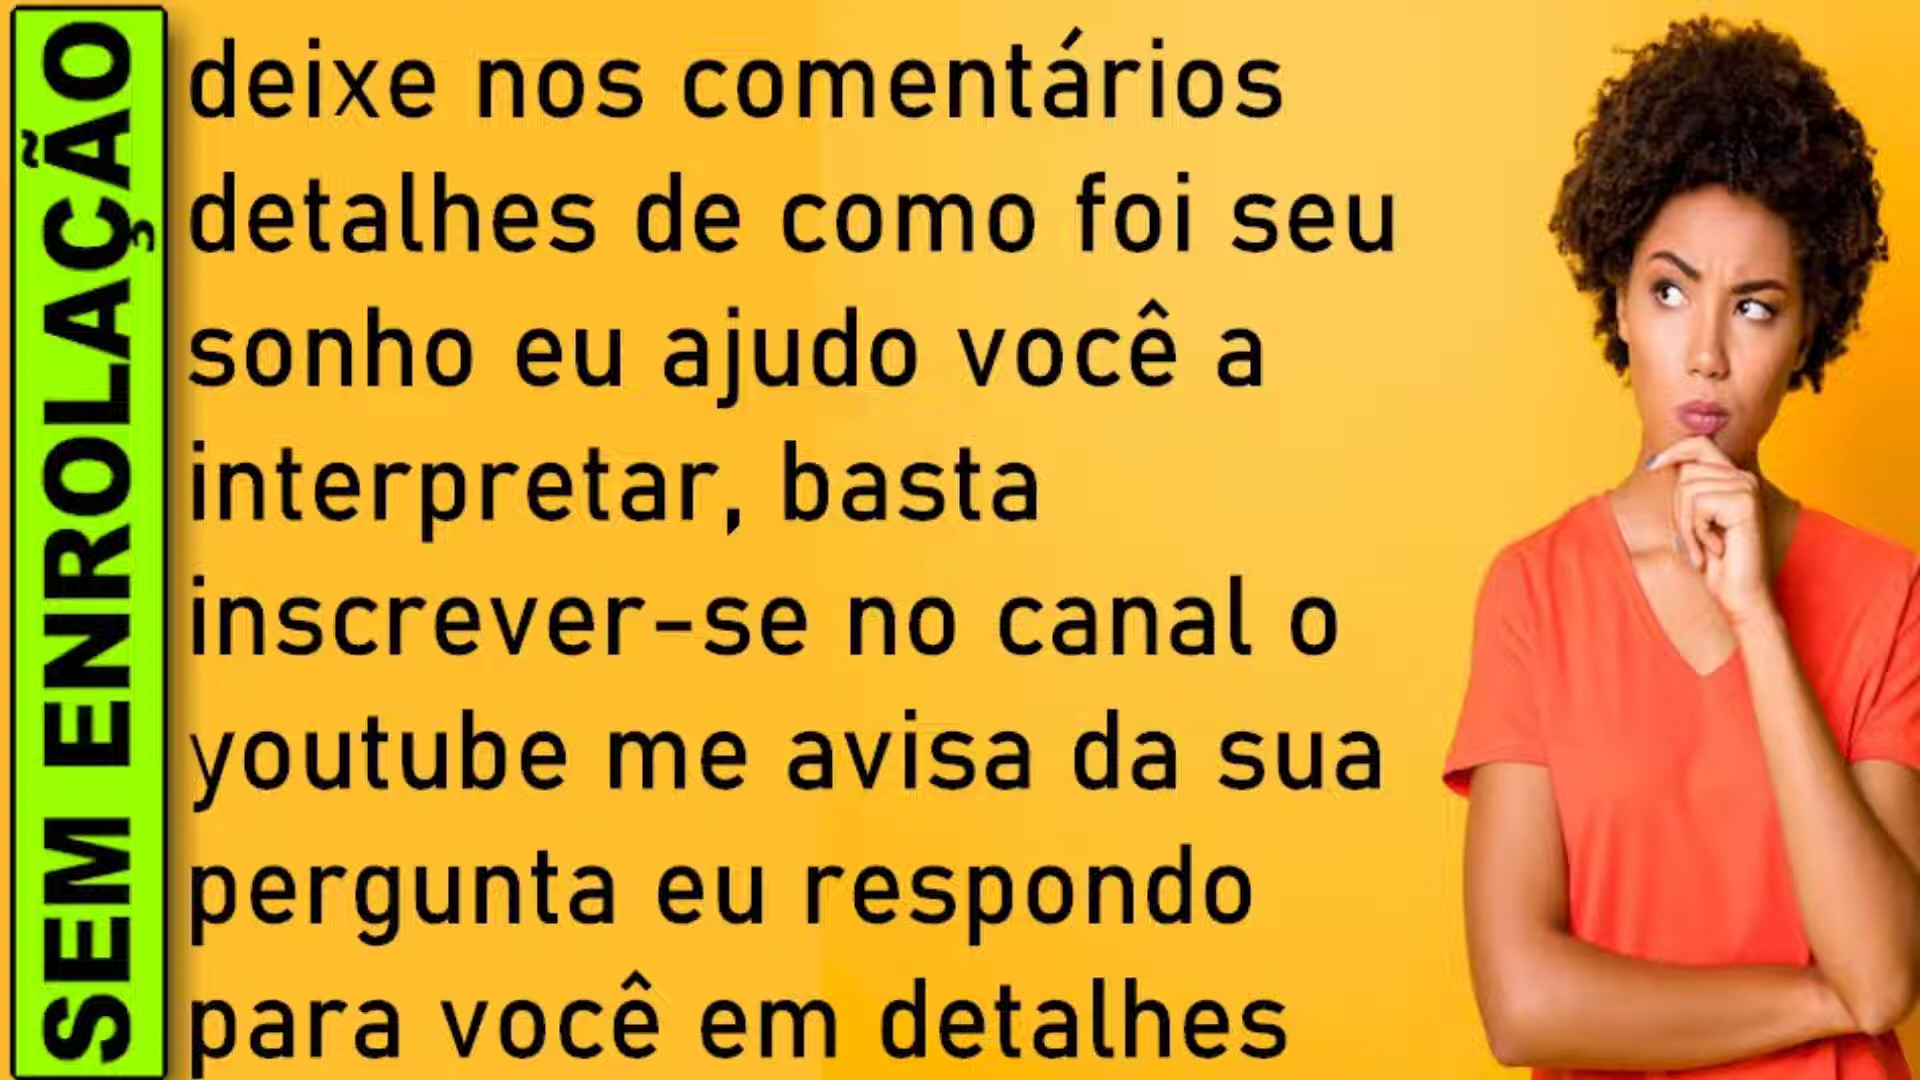 SEM ENROLAÇÃO
deixe nos comentários
detalhes de como foi seu
sonho eu ajudo você a
interpretar, basta
inscrever-se no canal o
youtube me avisa da sua
pergunta eu respondo
para você em detalhes